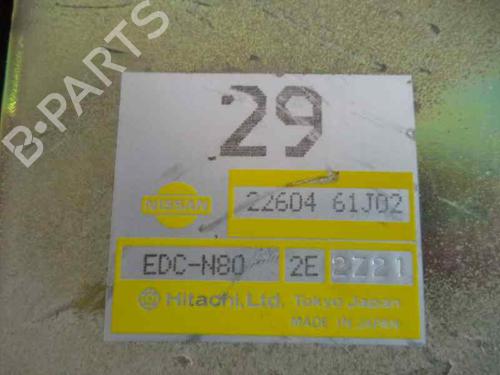 B-PARTS
29
NISSAN
22604 61J02
EDC-N80 2E 2Z21
Hitachi, Ltd. Tokyo Japan
MADE IN JAPAN